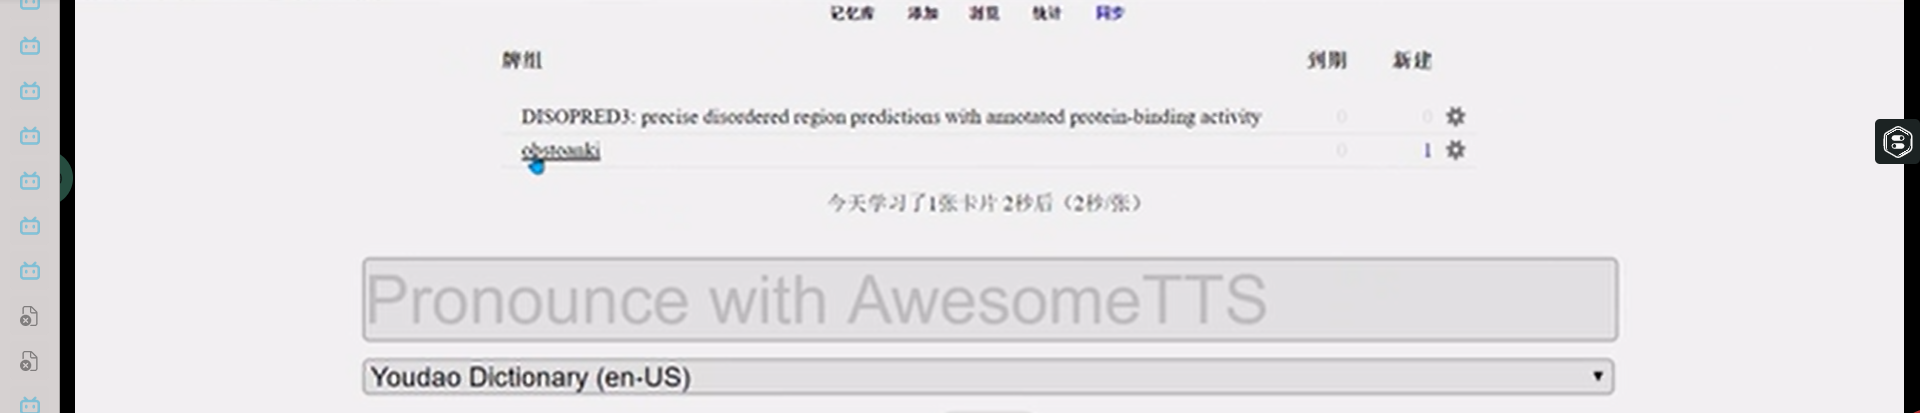 记忆库 添加 浏览 统计 同步
牌组 到期 新建
DISOPRED3: precise disordered region predictions with annotated protein-binding activity 0 0
obstoanki 0 1
今天学习了1张卡片 2秒后（2秒/张）
Pronounce with AwesomeTTS
Youdao Dictionary (en-US)